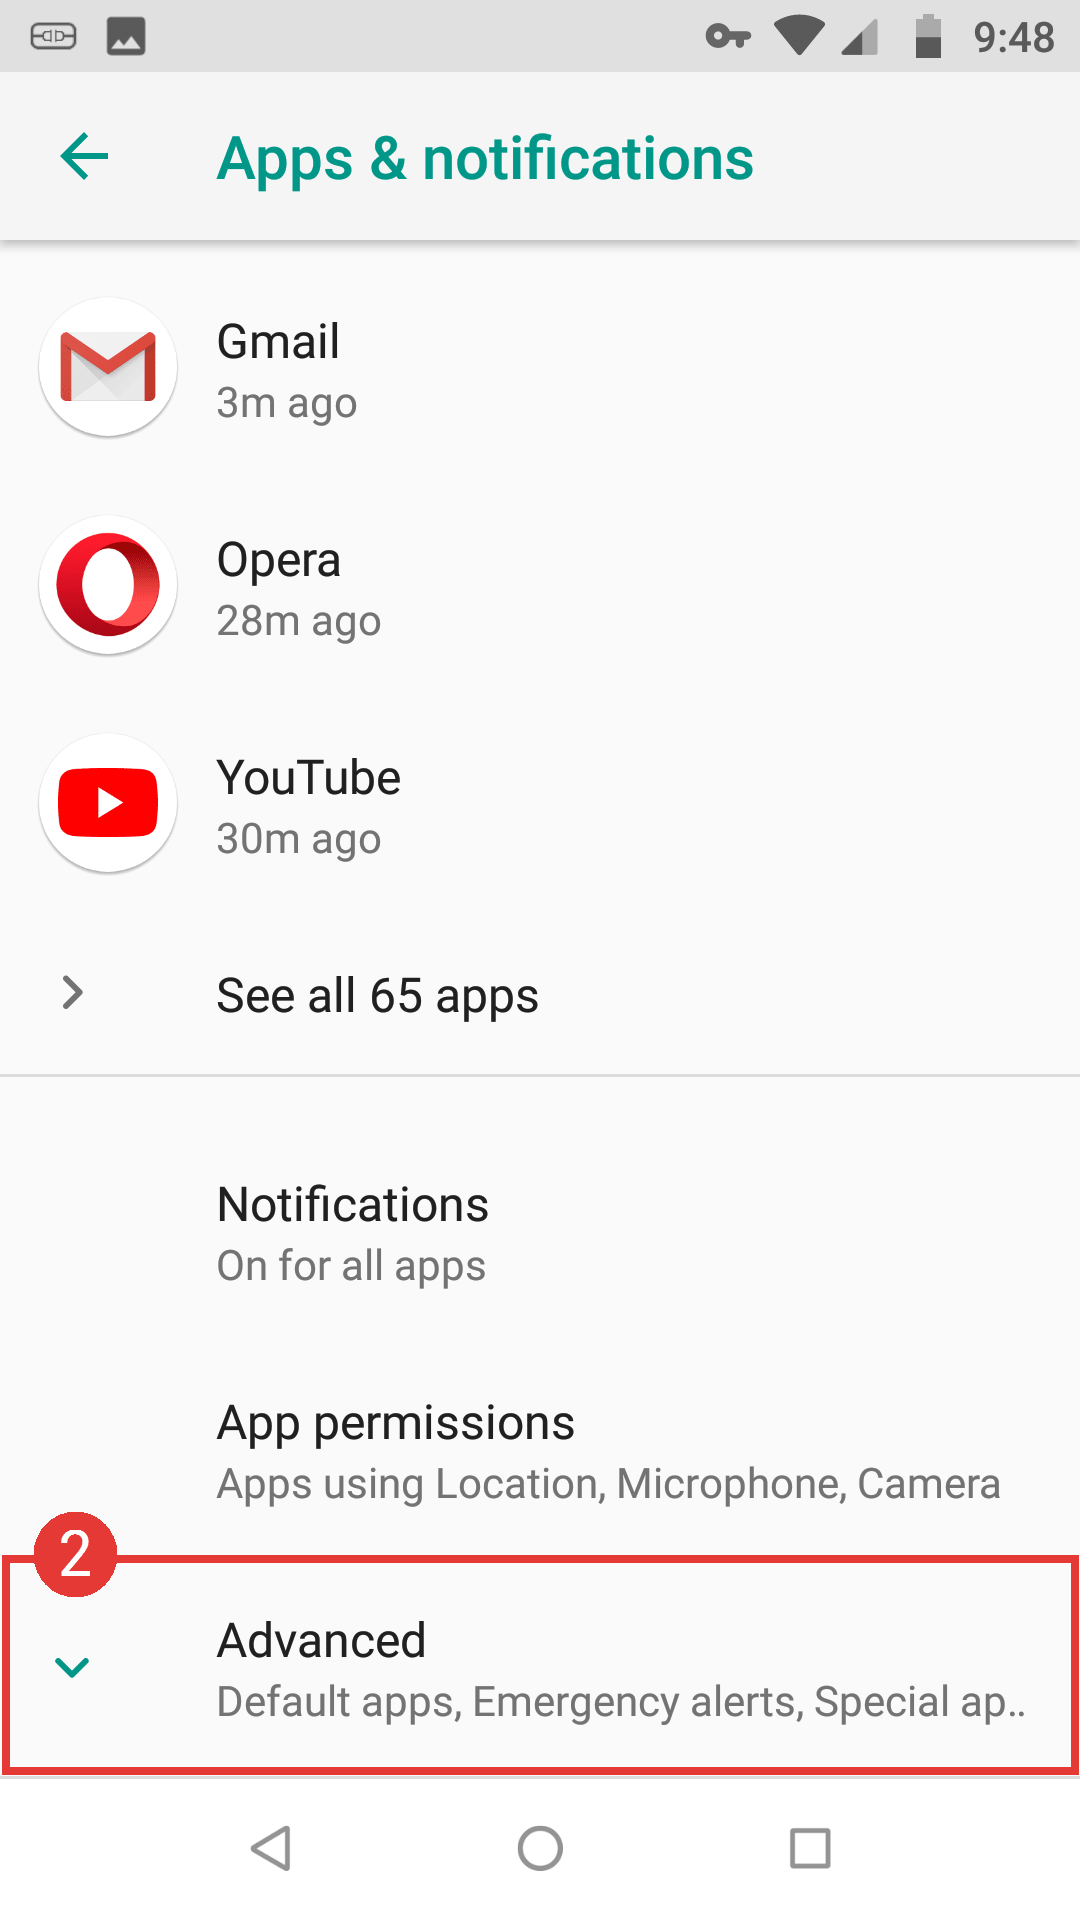 9:48
Apps & notifications
Gmail
3m ago
Opera
28m ago
YouTube
30m ago
See all 65 apps
Notifications
On for all apps
App permissions
Apps using Location, Microphone, Camera
2
Advanced
Default apps, Emergency alerts, Special ap..